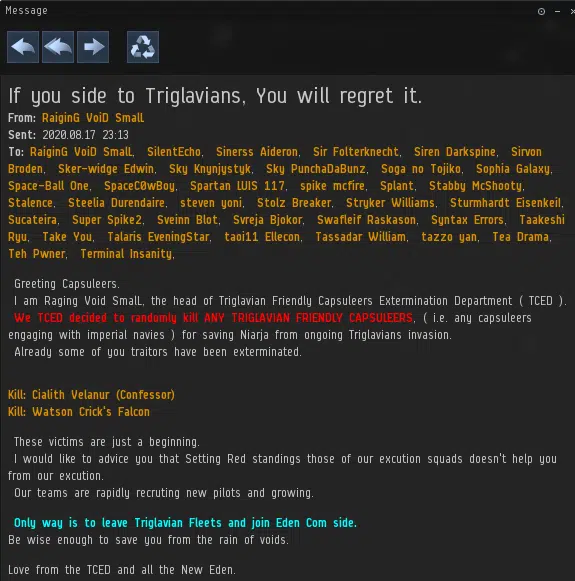 Message
If you side to Triglavians, You will regret it.
From: RaiginG VoiD SmalL
Sent: 2020.08.17 23:13
To: RaiginG VoiD SmalL, SilentEcho, Sinerss Aideron, Sir Folterknecht, Siren Darkspine, Sirvon
Broden, Sker-widge Edwin, Sky Knynjystyk, Sky PunchaDaBunz, Soga no Tojiko, Sophia Galaxy,
Space-Ball One, SpaceC0wBoy, Spartan LUIS 117, spike mcfire, Splant, Stabby McShooty,
Stalence, Steelia Durendaire, steven yoni, Stolz Breaker, Stryker Williams, Sturmhardt Eisenkeil,
Sucateira, Super Spike2, Sveinn Blot, Svreja Bjokor, Swafleif Raskason, Syntax Errors, Taakeshi
Ryu, Take You, Talaris EveningStar, taoi11 Ellecon, Tassadar William, tazzo yan, Tea Drama,
Teh Pwner, Terminal Insanity,
Greeting Capsuleers.
I am Raging Void SmalL, the head of Triglavian Friendly Capsuleers Extermination Department ( TCED ).
We TCED decided to randomly kill ANY TRIGLAVIAN FRIENDLY CAPSULEERS, ( i.e. any capsuleers
engaging with imperial navies ) for saving Niarja from ongoing Triglavians invasion.
Already some of you traitors have been exterminated.
Kill: Cialith Velanur (Confessor)
Kill: Watson Crick's Falcon
These victims are just a beginning.
I would like to advice you that Setting Red standings those of our excution squads doesn't help you
from our excution.
Our teams are rapidly recruting new pilots and growing.
Only way is to leave Triglavian Fleets and join Eden Com side.
Be wise enough to save you from the rain of voids.
Love from the TCED and all the New Eden.